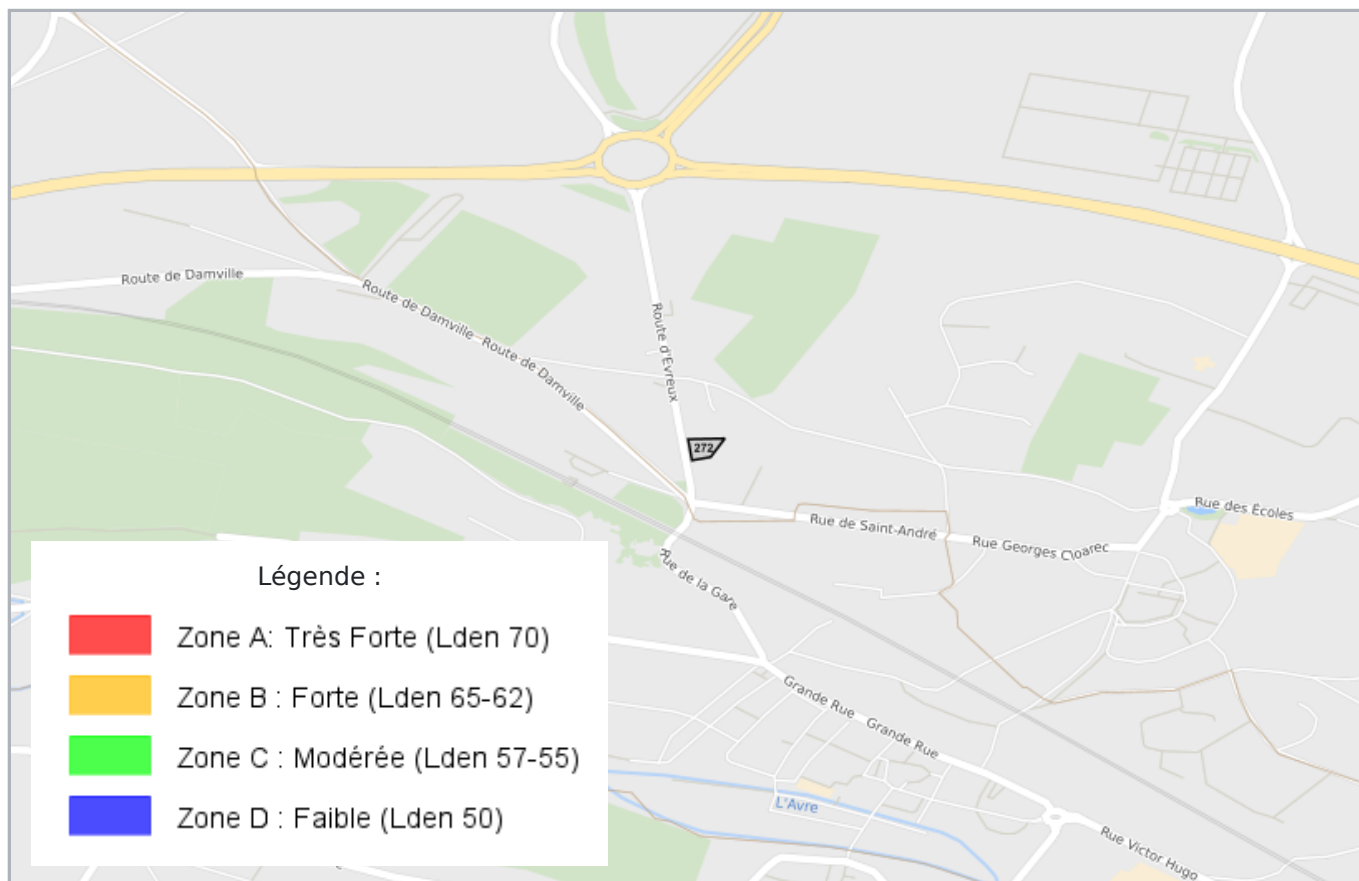 Route de Damville
Route de Damville
Route de Damville
Route d'Evreux
272
Rue de Saint-André
Rue Georges Cloarec
Rue des Écoles
Rue de la Gare
Grande Rue
Grande Rue
L'Avre
Rue Victor Hugo
Légende :
Zone A: Très Forte (Lden 70)
Zone B : Forte (Lden 65-62)
Zone C : Modérée (Lden 57-55)
Zone D : Faible (Lden 50)